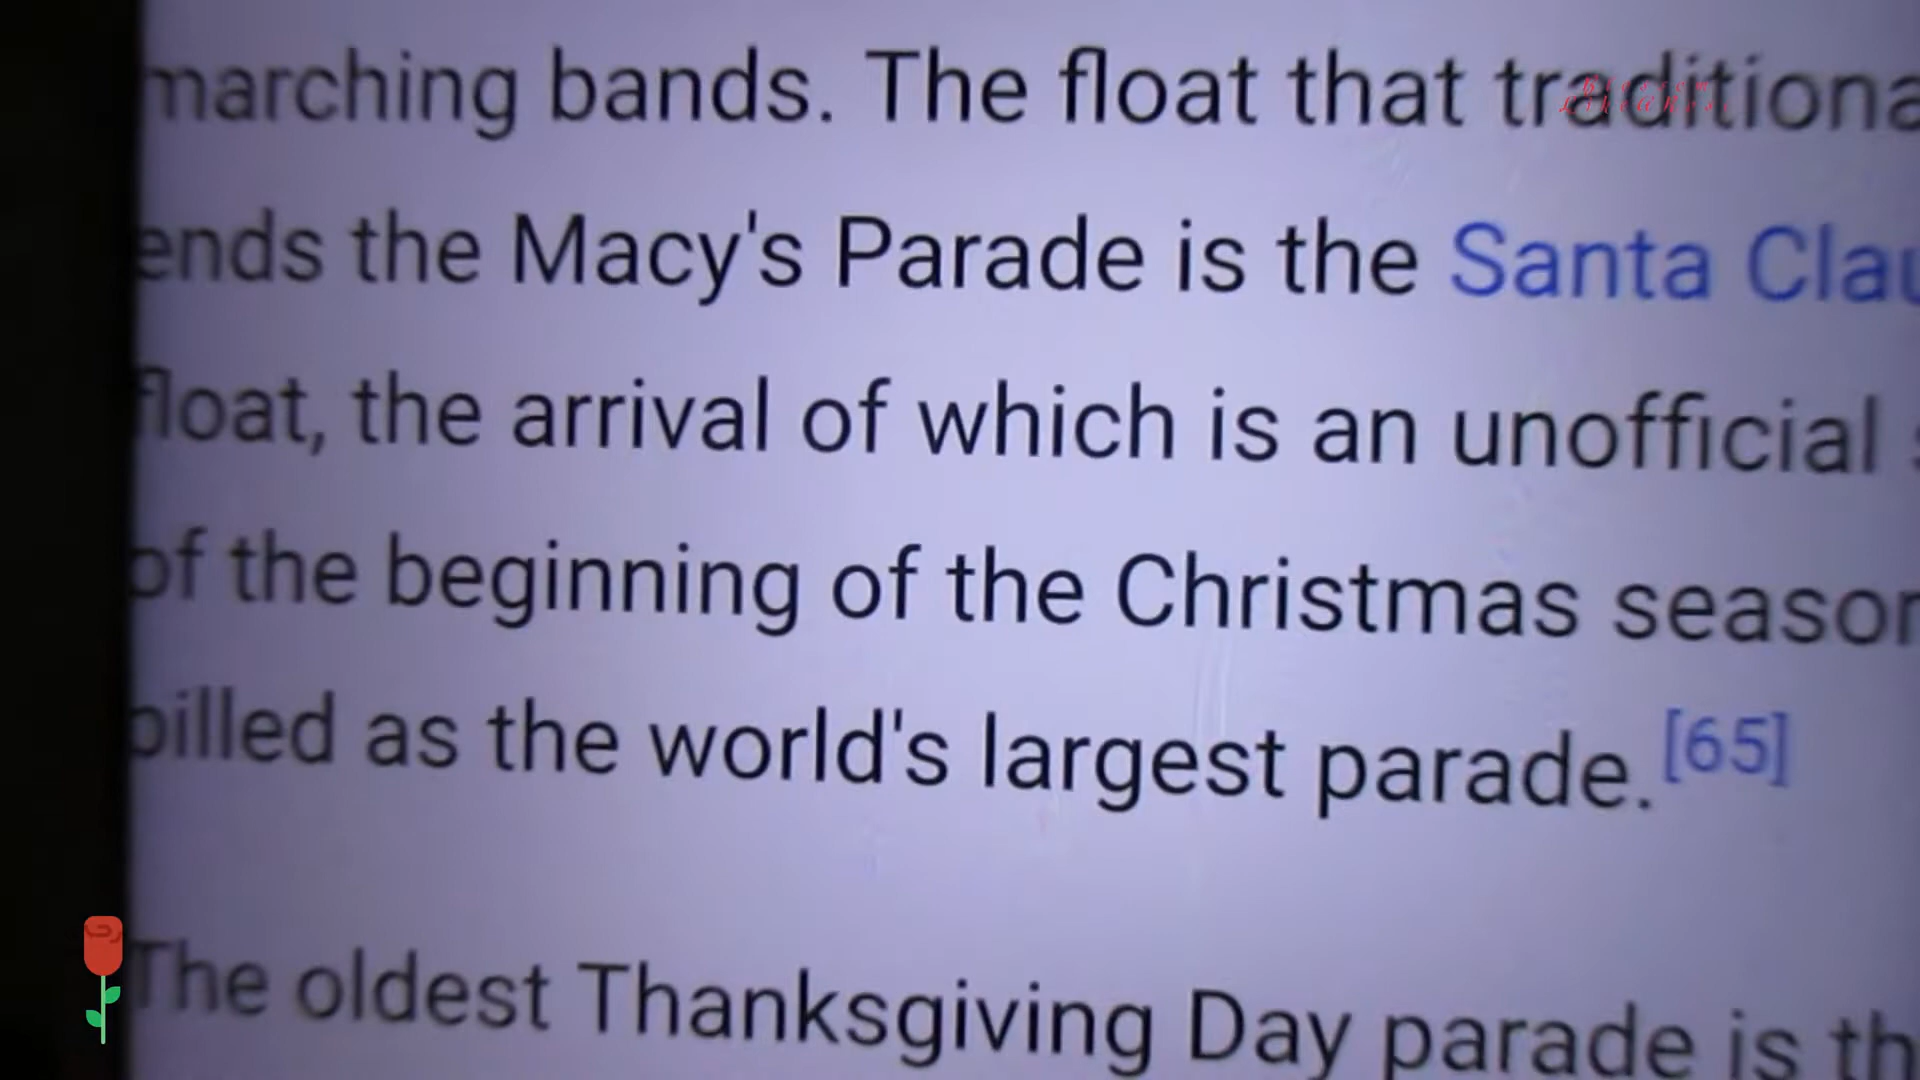 marching bands. The float that traditiona
ends the Macy's Parade is the Santa Clau
float, the arrival of which is an unofficial s
of the beginning of the Christmas season
billed as the world's largest parade.[65]
The oldest Thanksgiving Day parade is th